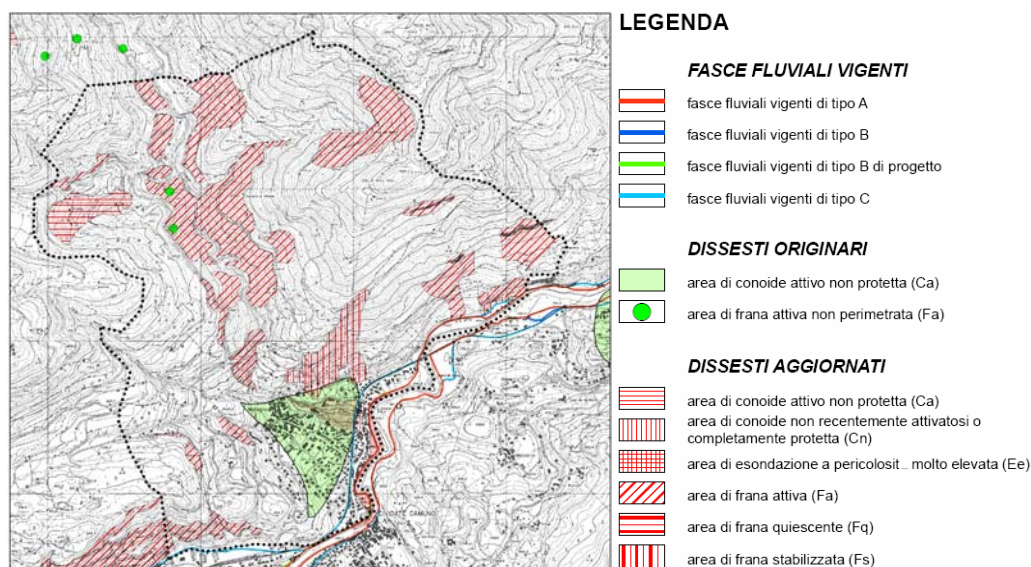 LEGENDA
FASCE FLUVIALI VIGENTI
fasce fluviali vigenti di tipo A
fasce fluviali vigenti di tipo B
fasce fluviali vigenti di tipo B di progetto
fasce fluviali vigenti di tipo C
DISSESTI ORIGINARI
area di conoide attivo non protetta (Ca)
area di frana attiva non perimetrata (Fa)
DISSESTI AGGIORNATI
area di conoide attivo non protetta (Ca)
area di conoide non recentemente attivatosi o
completamente protetta (Cn)
area di esondazione a pericolosit_ molto elevata (Ee)
area di frana attiva (Fa)
area di frana quiescente (Fq)
area di frana stabilizzata (Fs)
CAMUNO